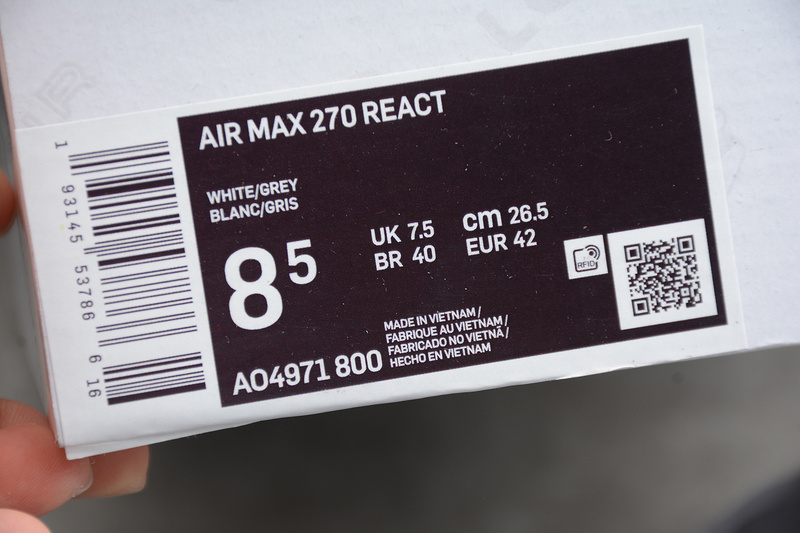 AIR MAX 270 REACT
WHITE/GREY
BLANC/GRIS
8 5
UK 7.5
BR 40
cm 26.5
EUR 42
RFID
MADE IN VIETNAM /
FABRIQUE AU VIETNAM /
FABRICADO NO VIETNÃ /
HECHO EN VIETNAM
AO4971 800
1 93145 53786 6 16